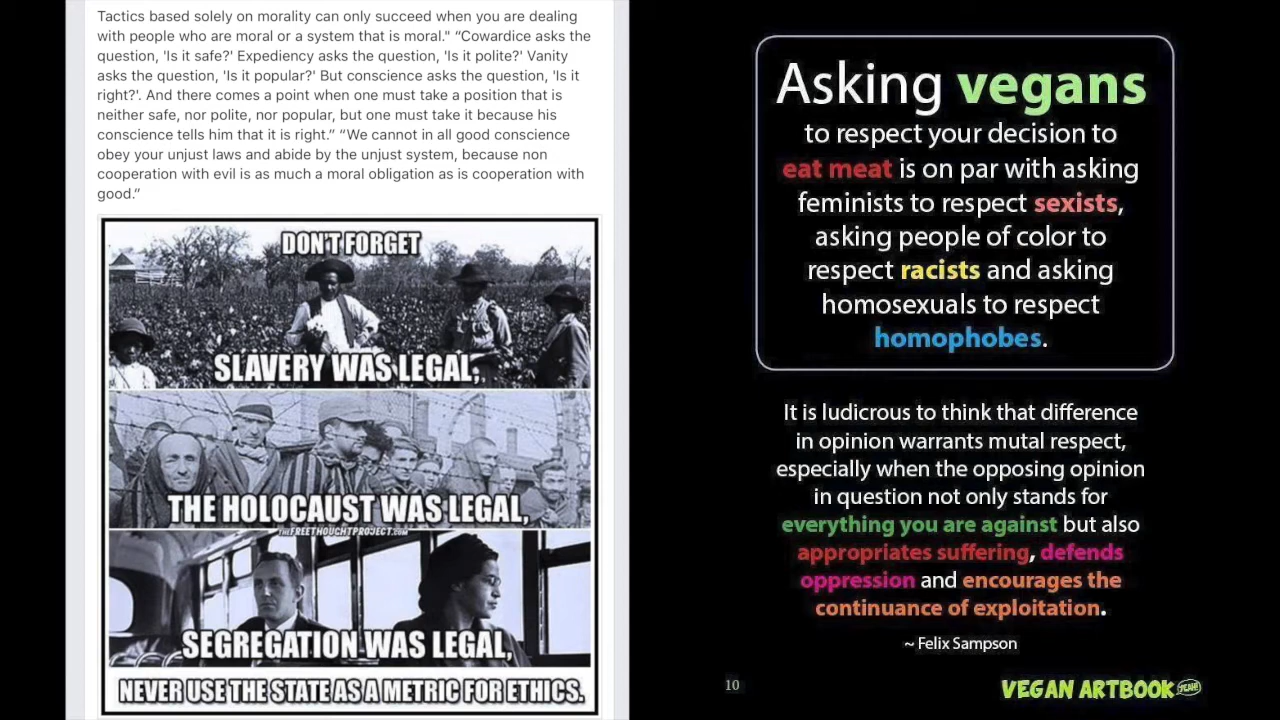 Tactics based solely on morality can only succeed when you are dealing
with people who are moral or a system that is moral." “Cowardice asks the
question, 'Is it safe?' Expediency asks the question, 'Is it polite?' Vanity
asks the question, 'Is it popular?' But conscience asks the question, 'Is it
right?'. And there comes a point when one must take a position that is
neither safe, nor polite, nor popular, but one must take it because his
conscience tells him that it is right.” “We cannot in all good conscience
obey your unjust laws and abide by the unjust system, because non
cooperation with evil is as much a moral obligation as is cooperation with
good.“
DON'T FORGET
SLAVERY WAS LEGAL,
THE HOLOCAUST WAS LEGAL,
THEFREETHOUGHTPROJECT.COM
SEGREGATION WAS LEGAL,
NEVER USE THE STATE AS A METRIC FOR ETHICS.
Asking vegans
to respect your decision to
eat meat is on par with asking
feminists to respect sexists,
asking people of color to
respect racists and asking
homosexuals to respect
homophobes.
It is ludicrous to think that difference
in opinion warrants mutal respect,
especially when the opposing opinion
in question not only stands for
everything you are against but also
appropriates suffering, defends
oppression and encourages the
continuance of exploitation.
~ Felix Sampson
10
VEGAN ARTBOOK YEAH!